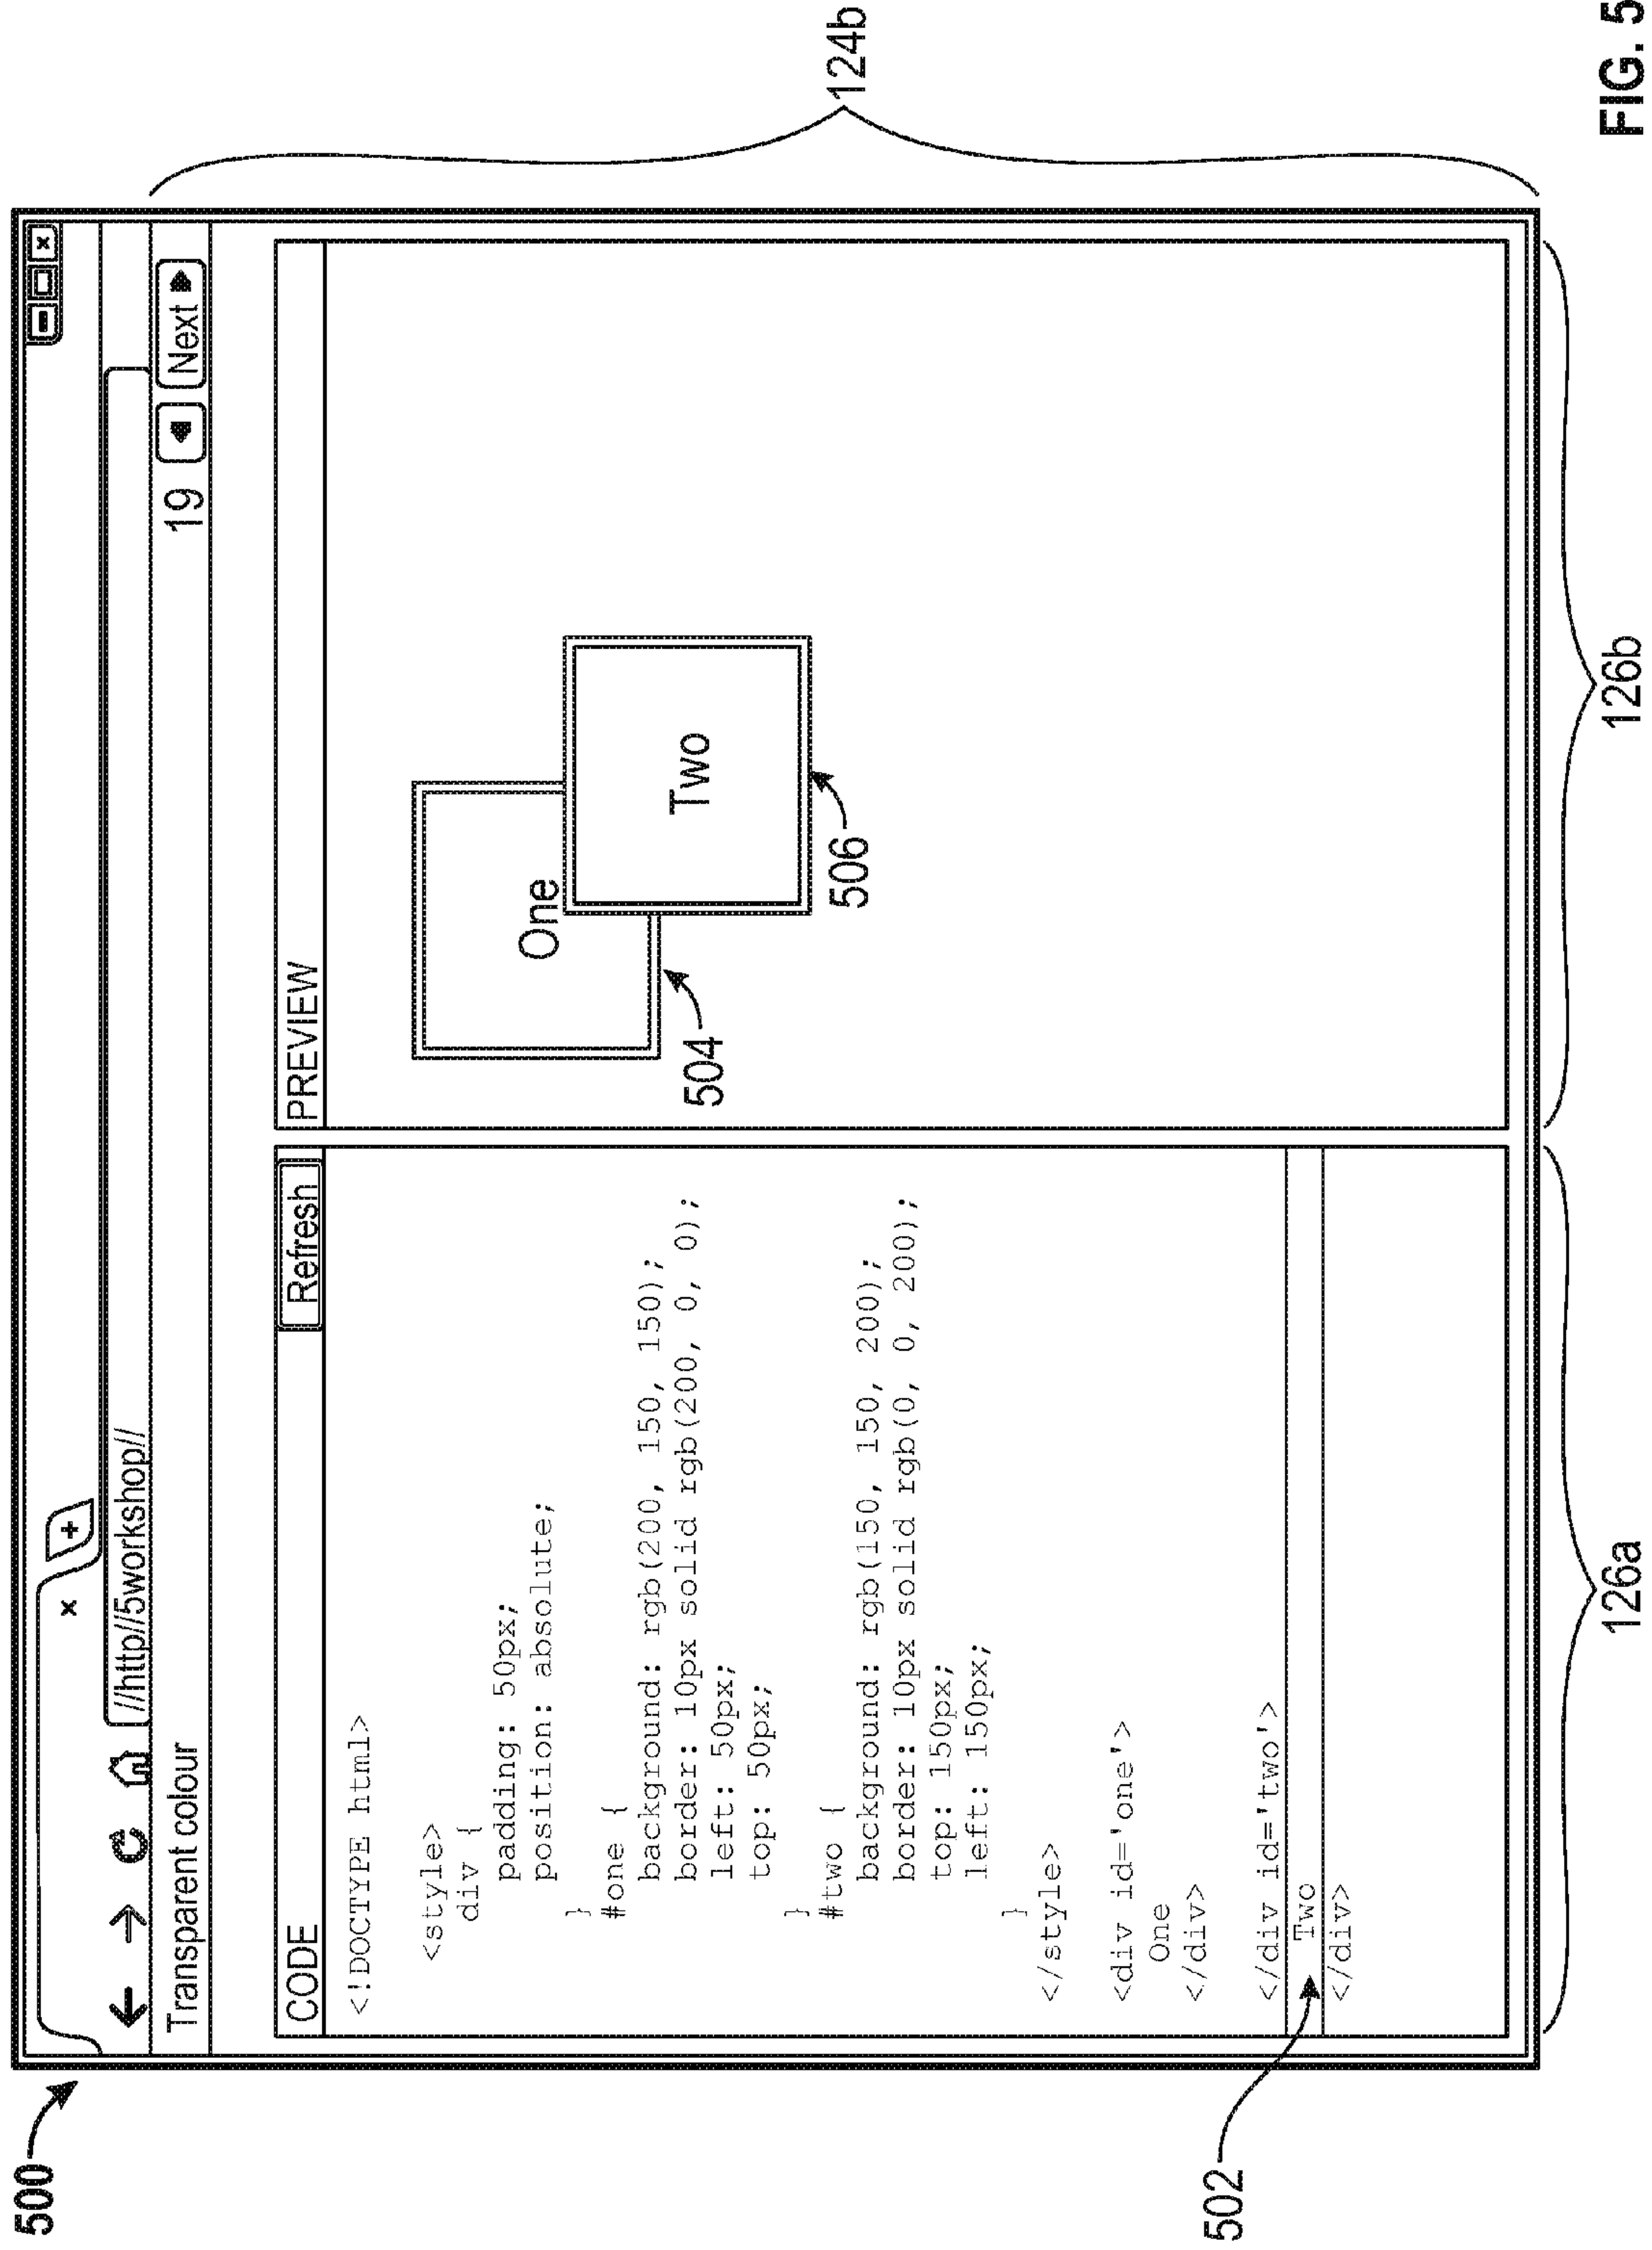 500
×
+
//http//5workshop//
Transparent colour
19
Next
CODE
Refresh
PREVIEW
<!DOCTYPE html>
<style>
div {
padding: 50px;
position: absolute;
}
#one {
background: rgb(200, 150, 150);
border: 10px solid rgb(200, 0, 0);
left: 50px;
top: 50px;
}
#two {
background: rgb(150, 150, 200);
border: 10px solid rgb(0, 0, 200);
top: 150px;
left: 150px;
}
</style>
<div id='one'>
One
</div>
</div id='two'>
Two
</div>
502
One
Two
504
506
124b
126a
126b
FIG. 5